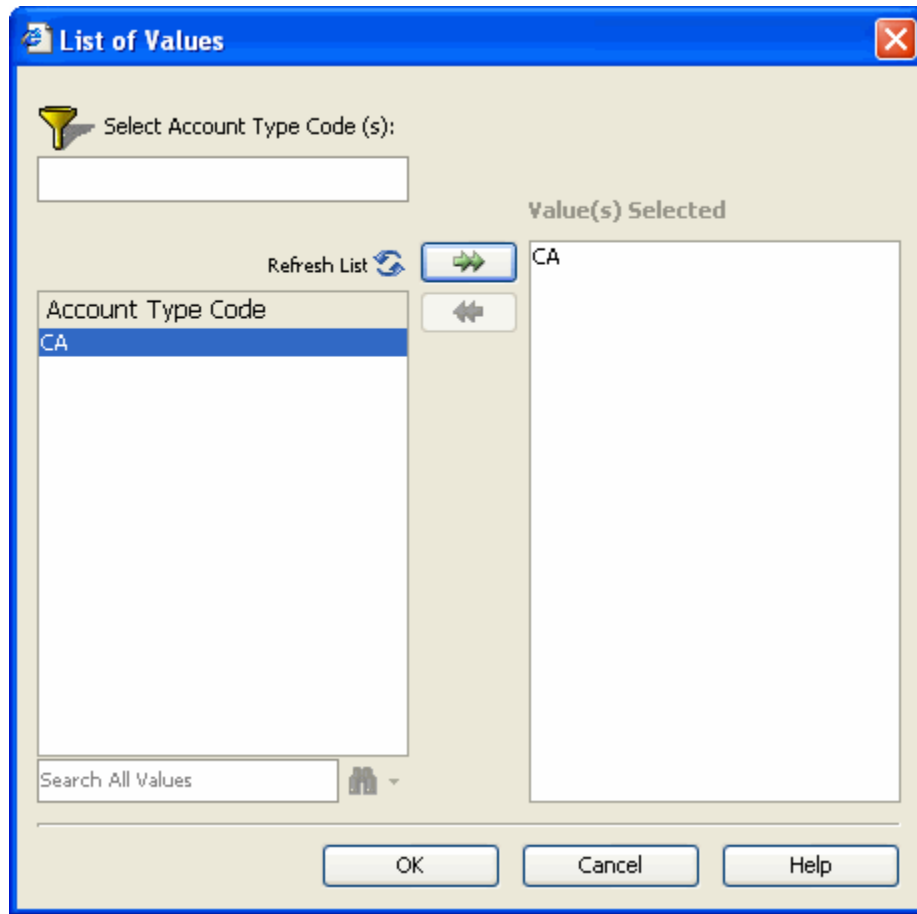 List of Values
Select Account Type Code (s):
Value(s) Selected
Refresh List
CA
Account Type Code
CA
Search All Values
OK
Cancel
Help